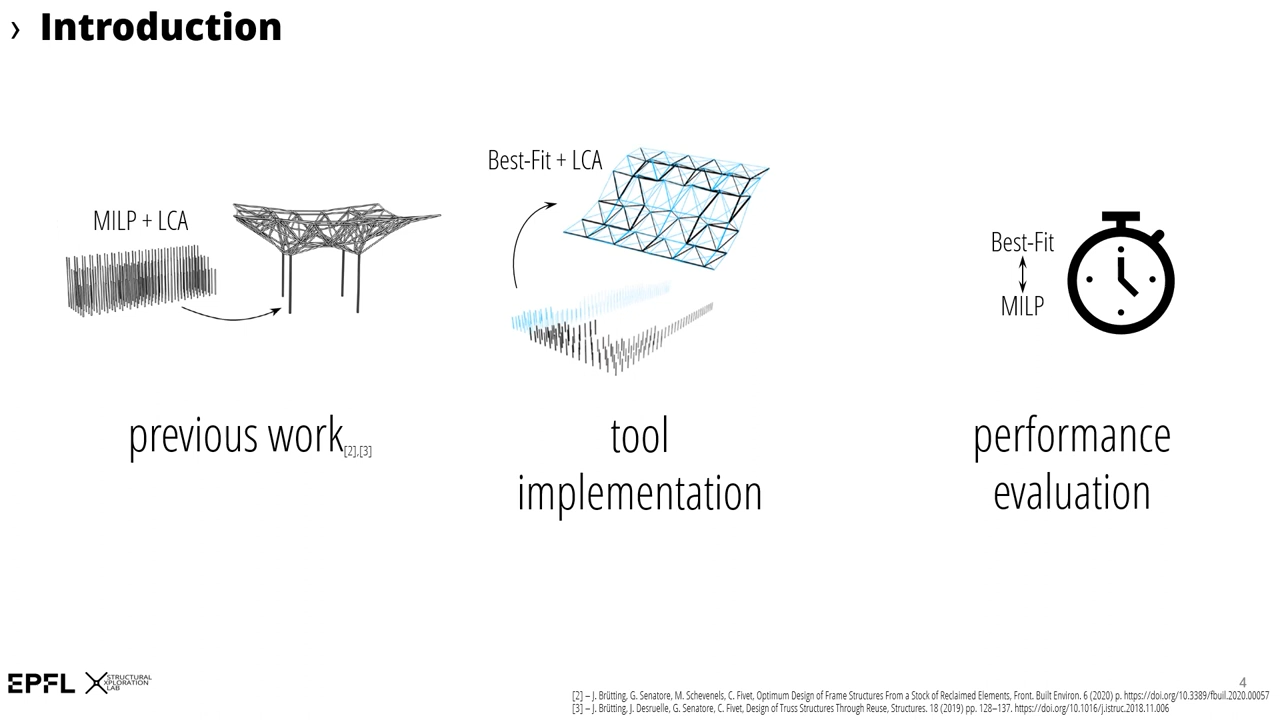 › Introduction
MILP + LCA
Best-Fit + LCA
Best-Fit
MILP
previous work[2],[3]
tool
implementation
performance
evaluation
EPFL
STRUCTURAL
XPLORATION
LAB
4
[2] – J. Brütting, G. Senatore, M. Schevenels, C. Fivet, Optimum Design of Frame Structures From a Stock of Reclaimed Elements, Front. Built Environ. 6 (2020) p. https://doi.org/10.3389/fbuil.2020.00057
[3] – J. Brütting, J. Desruelle, G. Senatore, C. Fivet, Design of Truss Structures Through Reuse, Structures. 18 (2019) pp. 128–137. https://doi.org/10.1016/j.istruc.2018.11.006